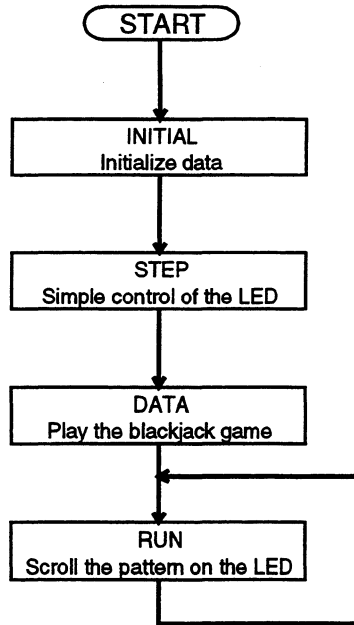 START
INITIAL
Initialize data
STEP
Simple control of the LED
DATA
Play the blackjack game
RUN
Scroll the pattern on the LED